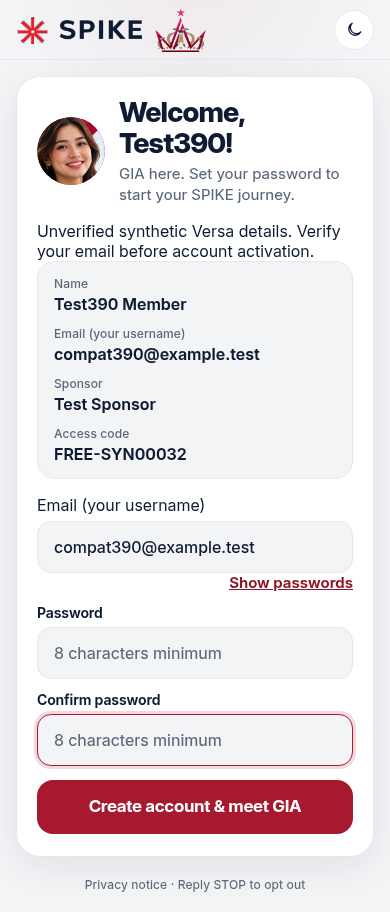 SPIKE
Welcome,
Test390!
GIA here. Set your password to
start your SPIKE journey.
Unverified synthetic Versa details. Verify
your email before account activation.
Name
Test390 Member
Email (your username)
compat390@example.test
Sponsor
Test Sponsor
Access code
FREE-SYN00032
Email (your username)
compat390@example.test
Show passwords
Password
8 characters minimum
Confirm password
8 characters minimum
Create account & meet GIA
Privacy notice · Reply STOP to opt out